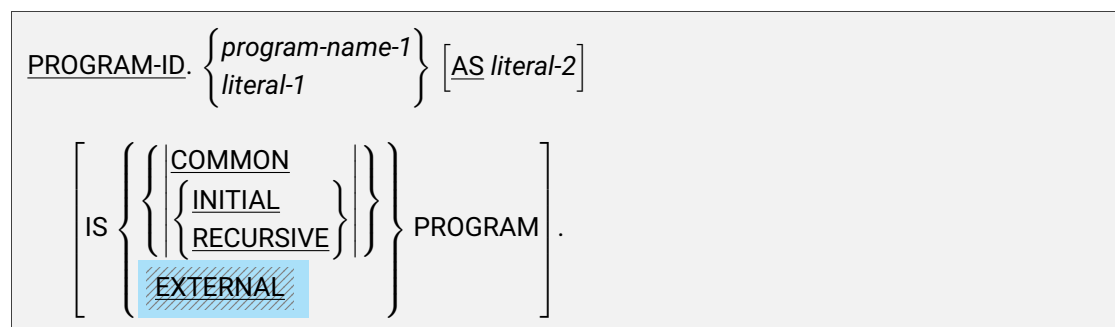 PROGRAM-ID. { program-name-1 literal-1 } [AS literal-2]
[IS { { | COMMON { INITIAL RECURSIVE } | } EXTERNAL } PROGRAM] .